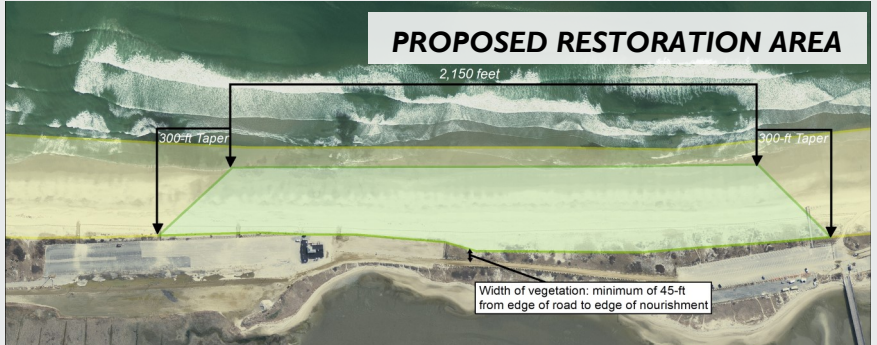 PROPOSED RESTORATION AREA
2,150 feet
300-ft Taper
300-ft Taper
Width of vegetation: minimum of 45-ft
from edge of road to edge of nourishment